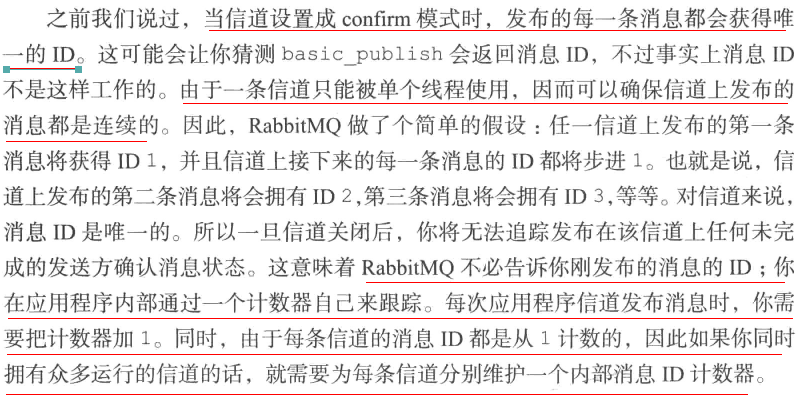 之前我们说过，当信道设置成 confirm 模式时，发布的每一条消息都会获得唯
一的 ID。这可能会让你猜测 basic_publish 会返回消息 ID，不过事实上消息 ID
不是这样工作的。由于一条信道只能被单个线程使用，因而可以确保信道上发布的
消息都是连续的。因此，RabbitMQ 做了个简单的假设：任一信道上发布的第一条
消息将获得 ID 1，并且信道上接下来的每一条消息的 ID 都将步进 1。也就是说，信
道上发布的第二条消息将会拥有 ID 2,第三条消息将会拥有 ID 3,等等。对信道来说，
消息 ID 是唯一的。所以一旦信道关闭后，你将无法追踪发布在该信道上任何未完
成的发送方确认消息状态。这意味着 RabbitMQ 不必告诉你刚发布的消息的 ID；你
在应用程序内部通过一个计数器自己来跟踪。每次应用程序信道发布消息时，你需
要把计数器加 1。同时，由于每条信道的消息 ID 都是从 1 计数的，因此如果你同时
拥有众多运行的信道的话，就需要为每条信道分别维护一个内部消息 ID 计数器。